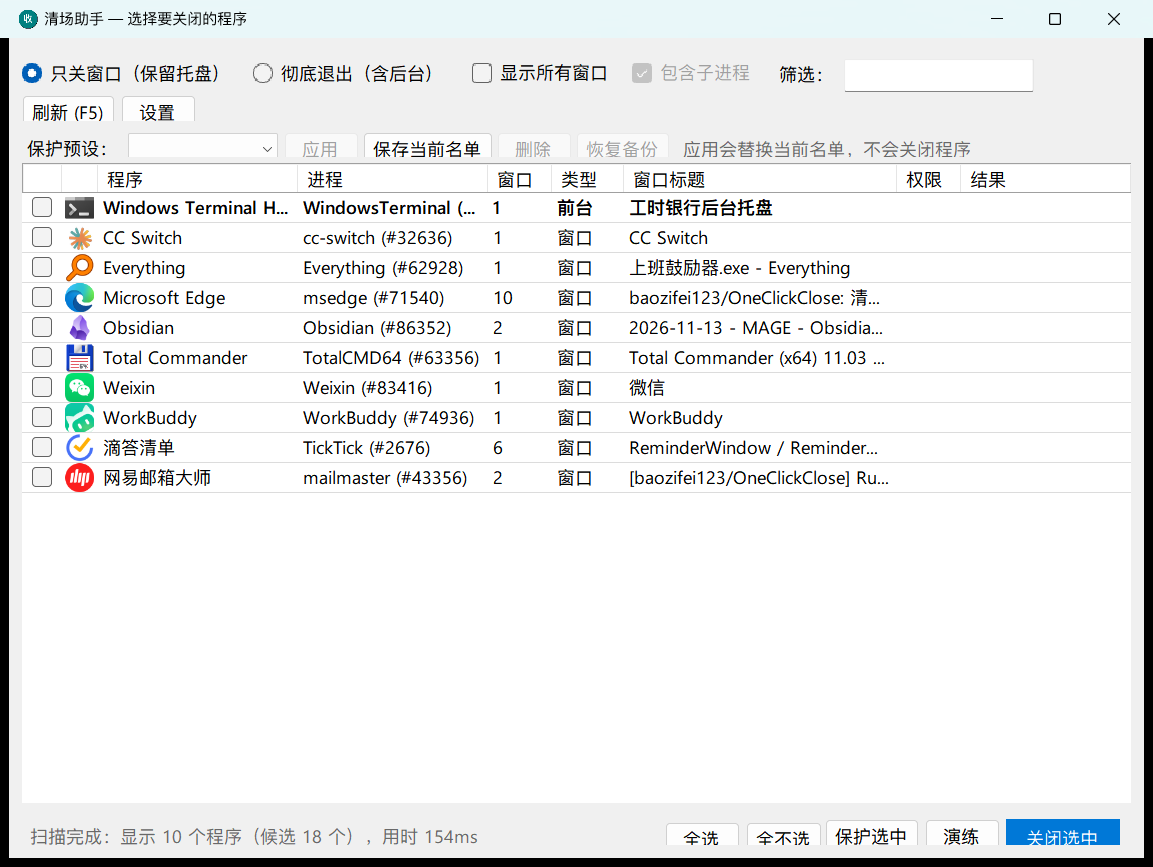 清场助手 — 选择要关闭的程序
只关窗口（保留托盘） 彻底退出（含后台） 显示所有窗口 包含子进程 筛选：
刷新 (F5) 设置
保护预设： 应用 保存当前名单 删除 恢复备份 应用会替换当前名单，不会关闭程序
程序 进程 窗口 类型 窗口标题 权限 结果
Windows Terminal H... WindowsTerminal (... 1 前台 工时银行后台托盘
CC Switch cc-switch (#32636) 1 窗口 CC Switch
Everything Everything (#62928) 1 窗口 上班鼓励器.exe - Everything
Microsoft Edge msedge (#71540) 10 窗口 baozifei123/OneClickClose: 清...
Obsidian Obsidian (#86352) 2 窗口 2026-11-13 - MAGE - Obsidia...
Total Commander TotalCMD64 (#63356) 1 窗口 Total Commander (x64) 11.03 ...
Weixin Weixin (#83416) 1 窗口 微信
WorkBuddy WorkBuddy (#74936) 1 窗口 WorkBuddy
滴答清单 TickTick (#2676) 6 窗口 ReminderWindow / Reminder...
网易邮箱大师 mailmaster (#43356) 2 窗口 [baozifei123/OneClickClose] Ru...
扫描完成：显示 10 个程序（候选 18 个），用时 154ms 全选 全不选 保护选中 演练 关闭选中